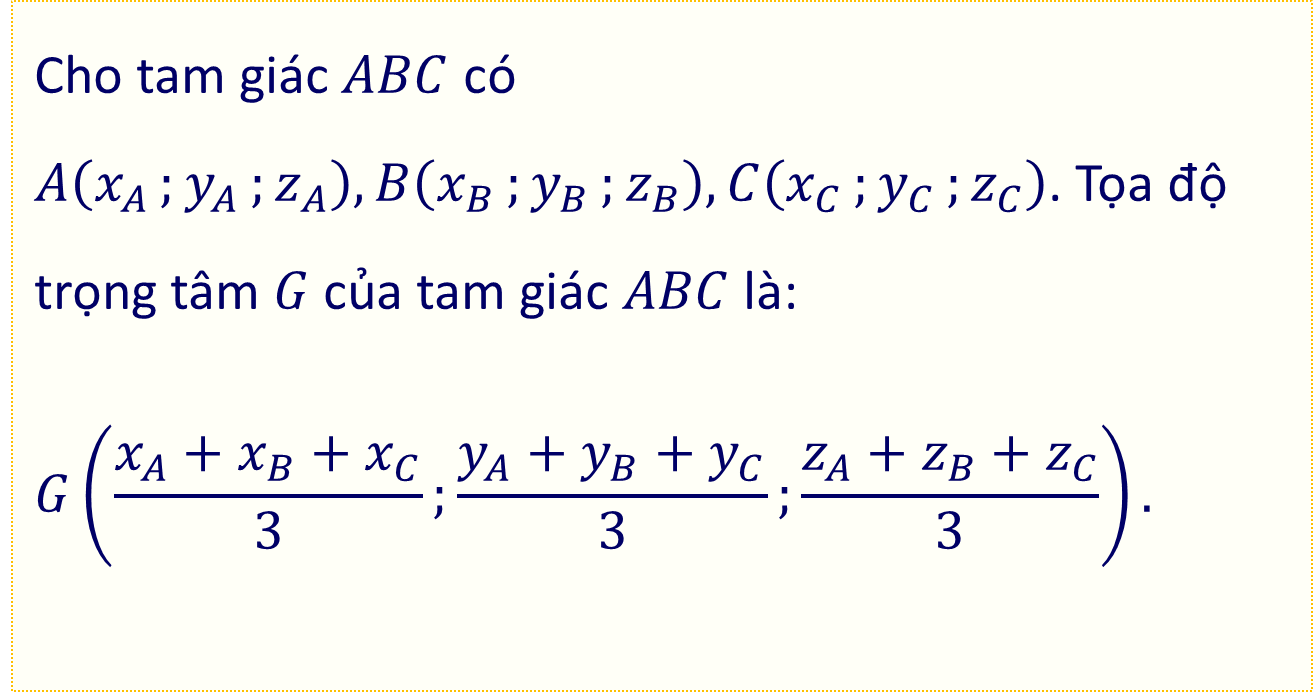 Cho tam giác ABC có
A(x_A ; y_A ; z_A), B(x_B ; y_B ; z_B), C(x_C ; y_C ; z_C). Tọa độ
trọng tâm G của tam giác ABC là:
G((x_A + x_B + x_C)/3 ; (y_A + y_B + y_C)/3 ; (z_A + z_B + z_C)/3).